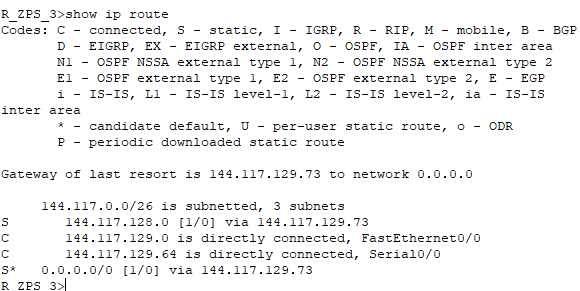 R_ZPS_3>show ip route
Codes: C - connected, S - static, I - IGRP, R - RIP, M - mobile, B - BGP
       D - EIGRP, EX - EIGRP external, O - OSPF, IA - OSPF inter area
       N1 - OSPF NSSA external type 1, N2 - OSPF NSSA external type 2
       E1 - OSPF external type 1, E2 - OSPF external type 2, E - EGP
       i - IS-IS, L1 - IS-IS level-1, L2 - IS-IS level-2, ia - IS-IS
inter area
       * - candidate default, U - per-user static route, o - ODR
       P - periodic downloaded static route
Gateway of last resort is 144.117.129.73 to network 0.0.0.0
     144.117.0.0/26 is subnetted, 3 subnets
S       144.117.128.0 [1/0] via 144.117.129.73
C       144.117.129.0 is directly connected, FastEthernet0/0
C       144.117.129.64 is directly connected, Serial0/0
S*   0.0.0.0/0 [1/0] via 144.117.129.73
R_ZPS_3>